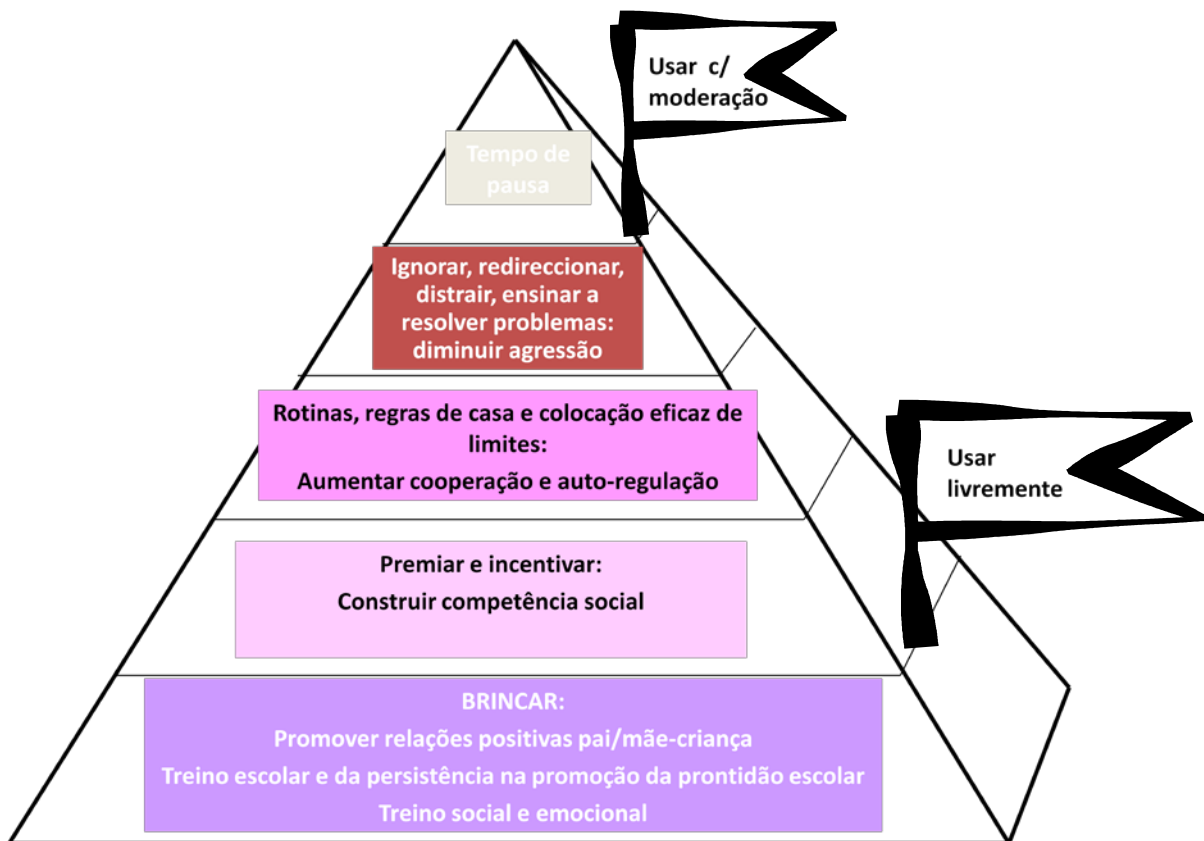 Usar c/
moderação
Tempo de
pausa
Ignorar, redireccionar,
distrair, ensinar a
resolver problemas:
diminuir agressão
Rotinas, regras de casa e colocação eficaz de
limites:
Aumentar cooperação e auto-regulação
Usar
livremente
Premiar e incentivar:
Construir competência social
BRINCAR:
Promover relações positivas pai/mãe-criança
Treino escolar e da persistência na promoção da prontidão escolar
Treino social e emocional